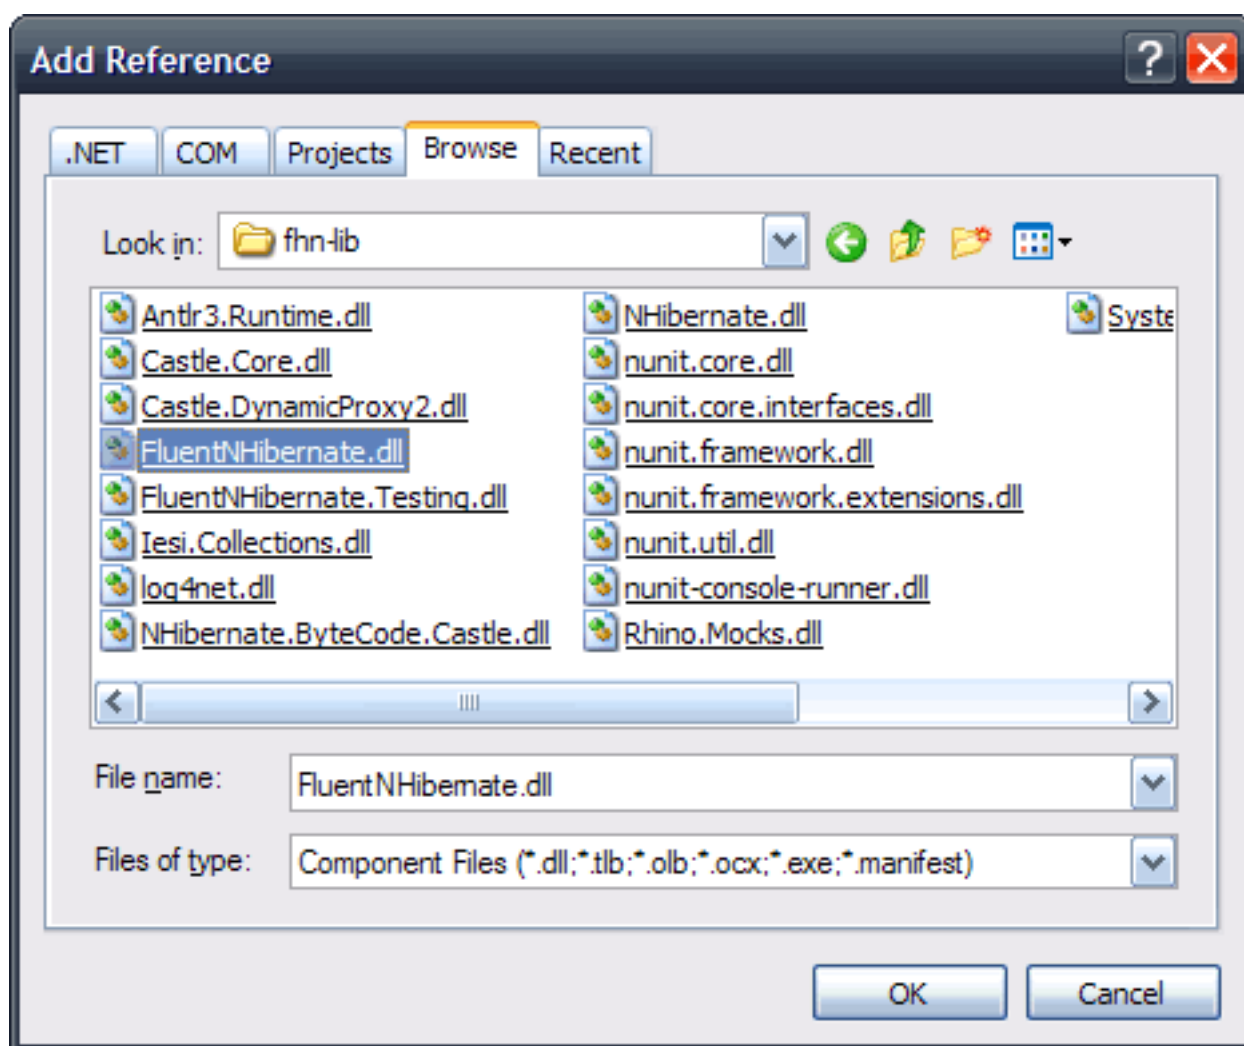 Add Reference
.NET COM Projects Browse Recent
Look in: fhn-lib
Antlr3.Runtime.dll
Castle.Core.dll
Castle.DynamicProxy2.dll
FluentNHibernate.dll
FluentNHibernate.Testing.dll
Iesi.Collections.dll
log4net.dll
NHibernate.ByteCode.Castle.dll
NHibernate.dll
nunit.core.dll
nunit.core.interfaces.dll
nunit.framework.dll
nunit.framework.extensions.dll
nunit.util.dll
nunit-console-runner.dll
Rhino.Mocks.dll
Syste
File name: FluentNHibernate.dll
Files of type: Component Files (*.dll;*.tlb;*.olb;*.ocx;*.exe;*.manifest)
OK Cancel